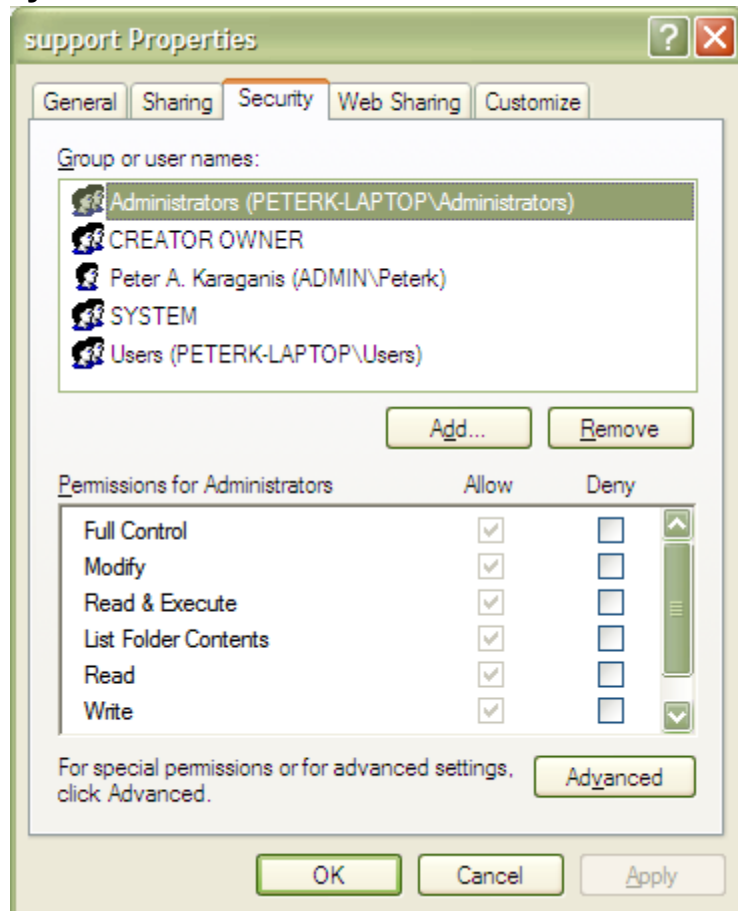 support Properties
General Sharing Security Web Sharing Customize
Group or user names:
Administrators (PETERK-LAPTOP\Administrators)
CREATOR OWNER
Peter A. Karaganis (ADMIN\Peterk)
SYSTEM
Users (PETERK-LAPTOP\Users)
Add... Remove
Permissions for Administrators Allow Deny
Full Control
Modify
Read & Execute
List Folder Contents
Read
Write
For special permissions or for advanced settings,
click Advanced.
Advanced
OK Cancel Apply